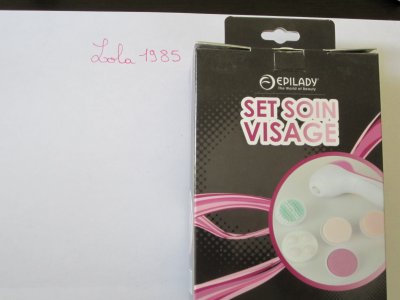 Lola 1985
EPILADY
The World of Beauty
SET SOIN
VISAGE